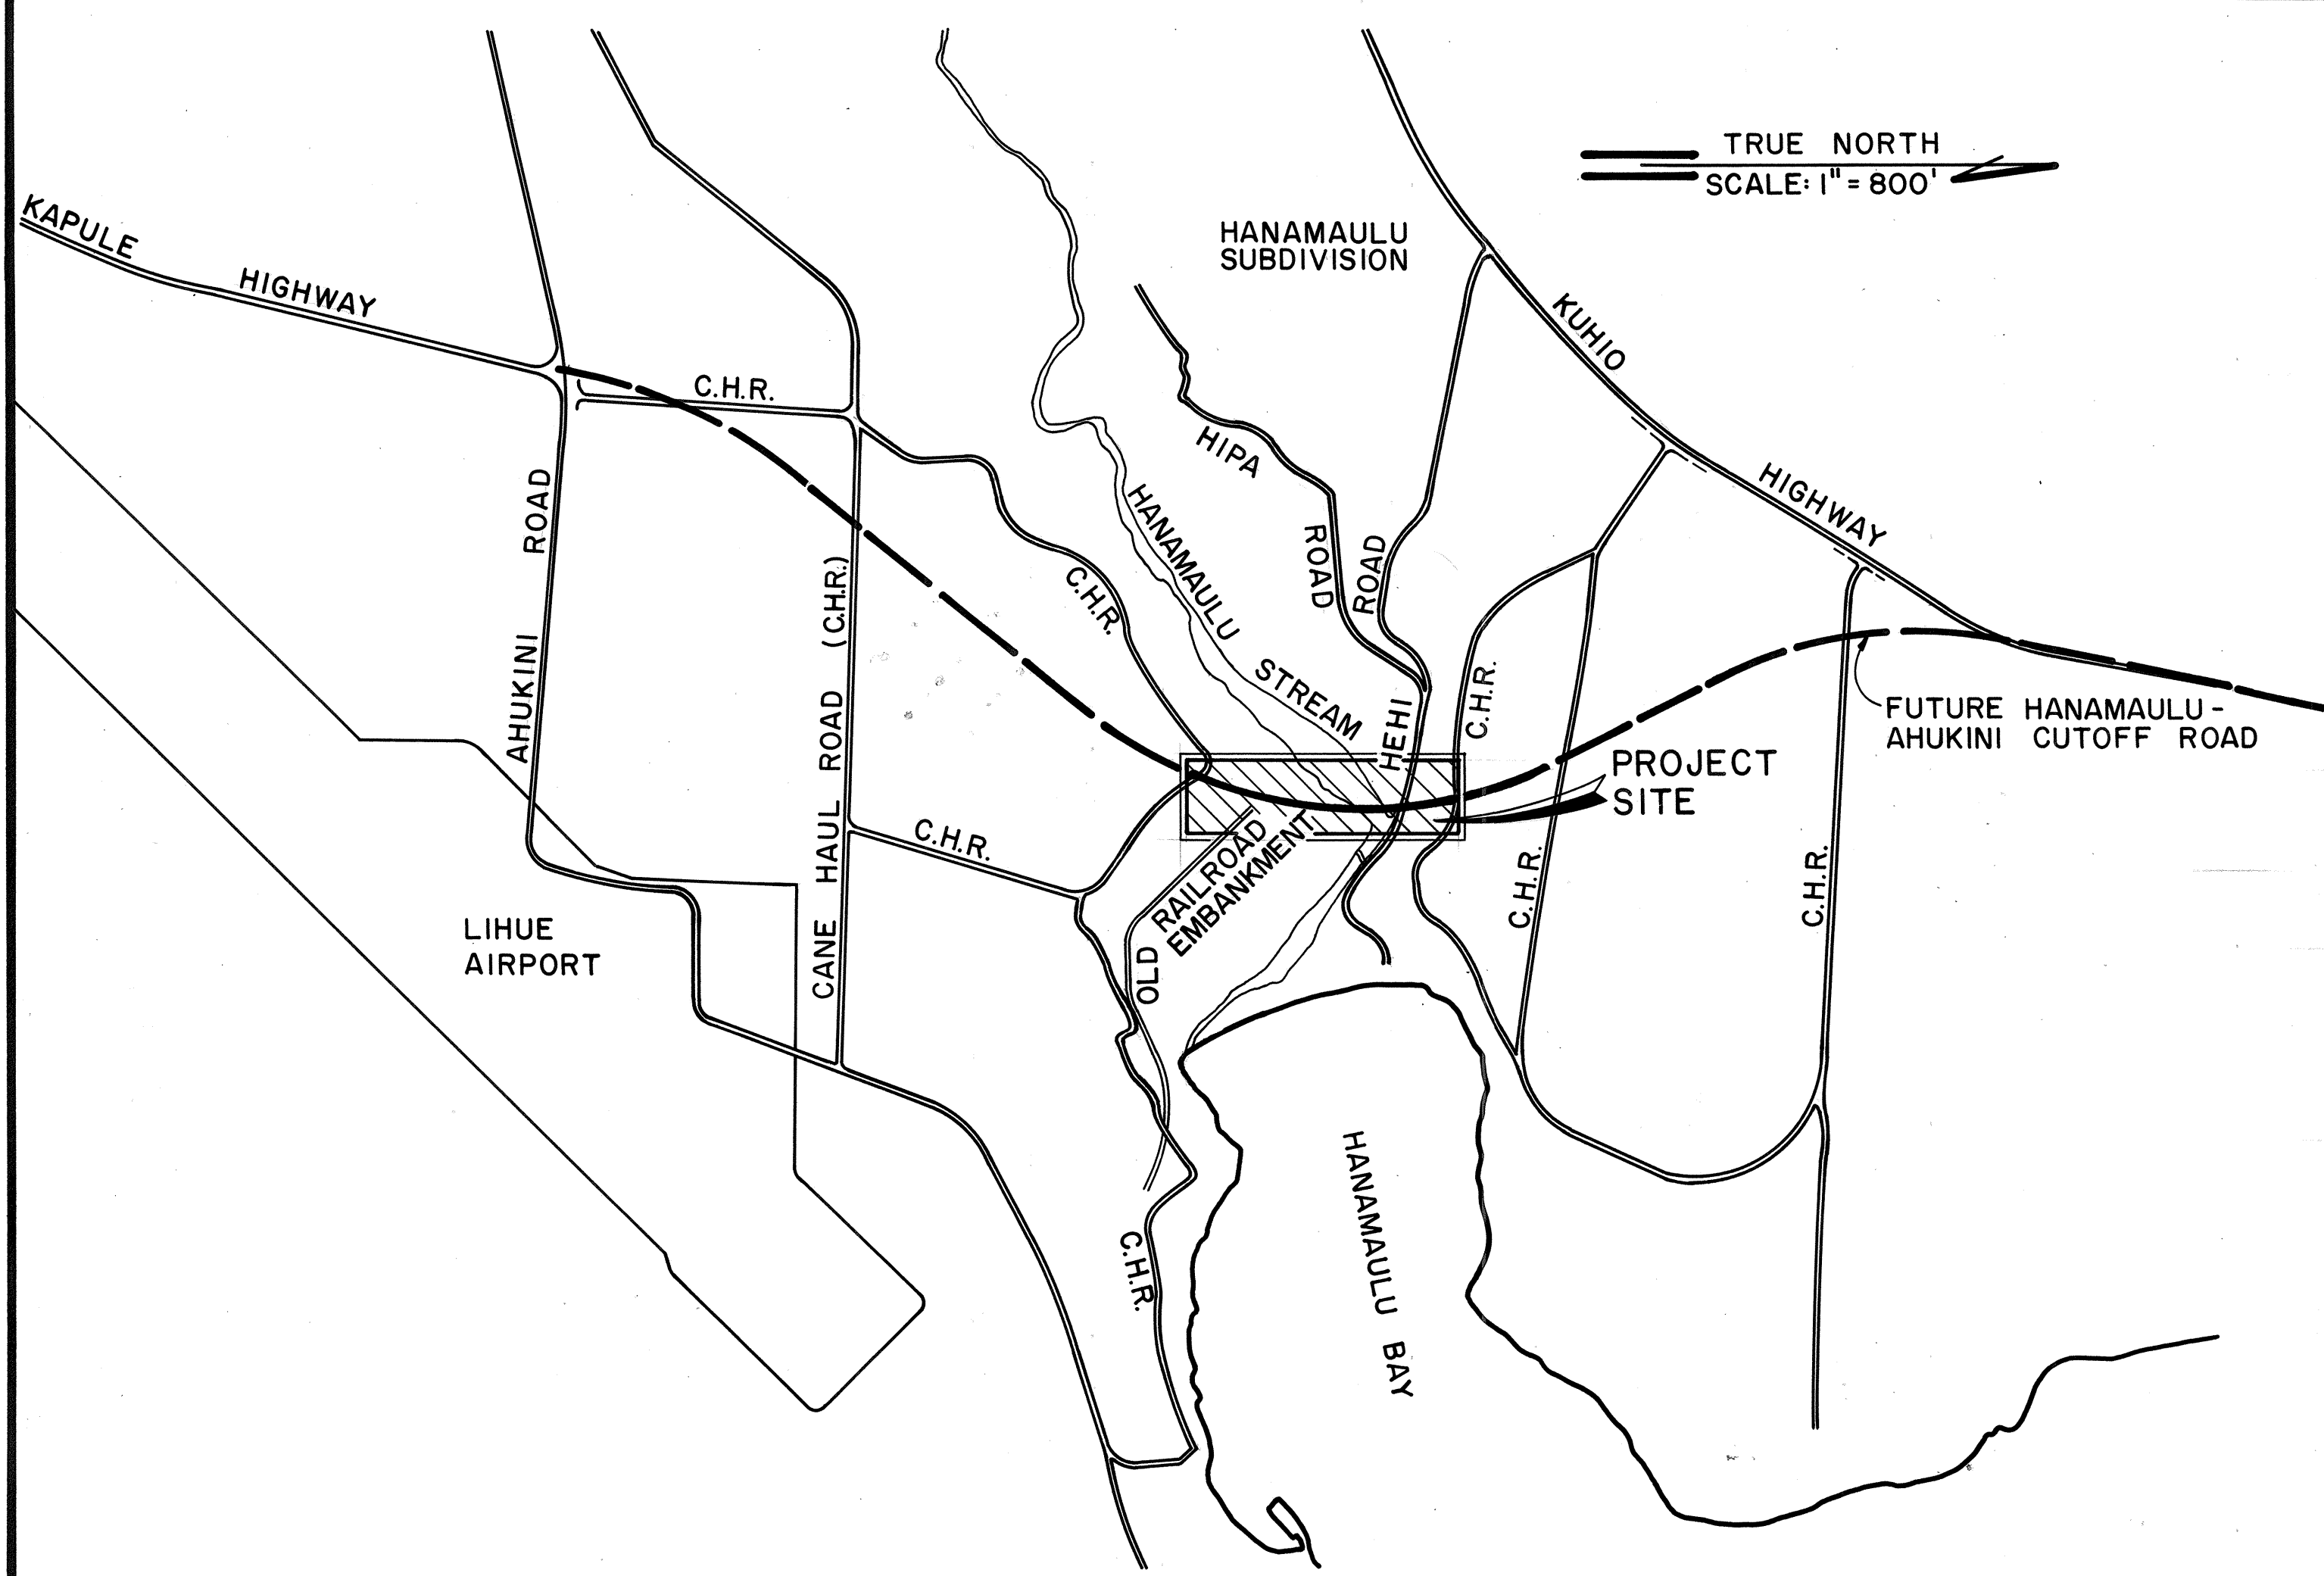 TRUE NORTH
SCALE: 1" = 800'
KAPULE
HIGHWAY
HANAMAULU
SUBDIVISION
KUHIO
HIGHWAY
C.H.R.
HIPA
ROAD
HANAMAULU
STREAM
ROAD
HEHI
AHUKINI
ROAD
CANE HAUL ROAD (C.H.R.)
C.H.R.
C.H.R.
FUTURE HANAMAULU-
AHUKINI CUTOFF ROAD
PROJECT
SITE
C.H.R.
OLD
RAILROAD
EMBANKMENT
C.H.R.
C.H.R.
LIHUE
AIRPORT
C.H.R.
HANAMAULU BAY